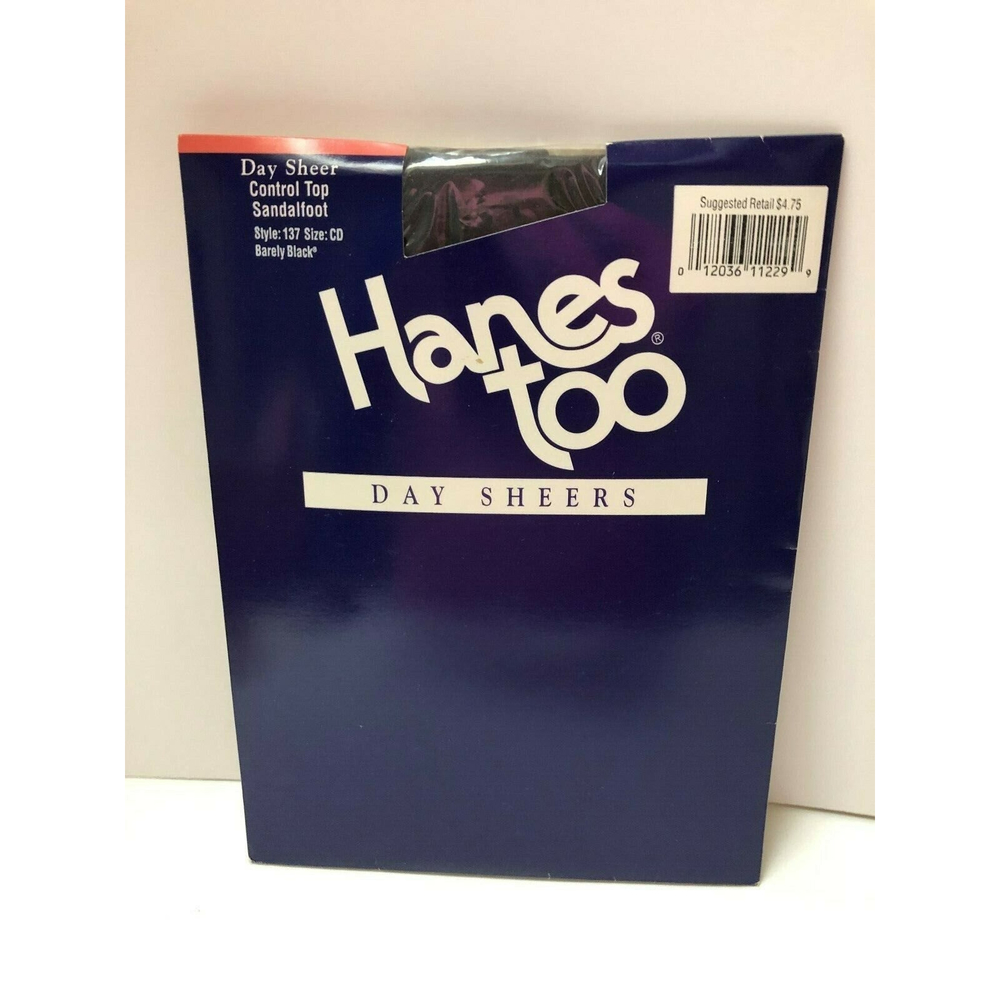 Day Sheer
Control Top
Sandalfoot
Style: 137 Size: CD
Barely Black®
Suggested Retail $4.75
0 12036 11229 9
Hanes
too®
DAY SHEERS